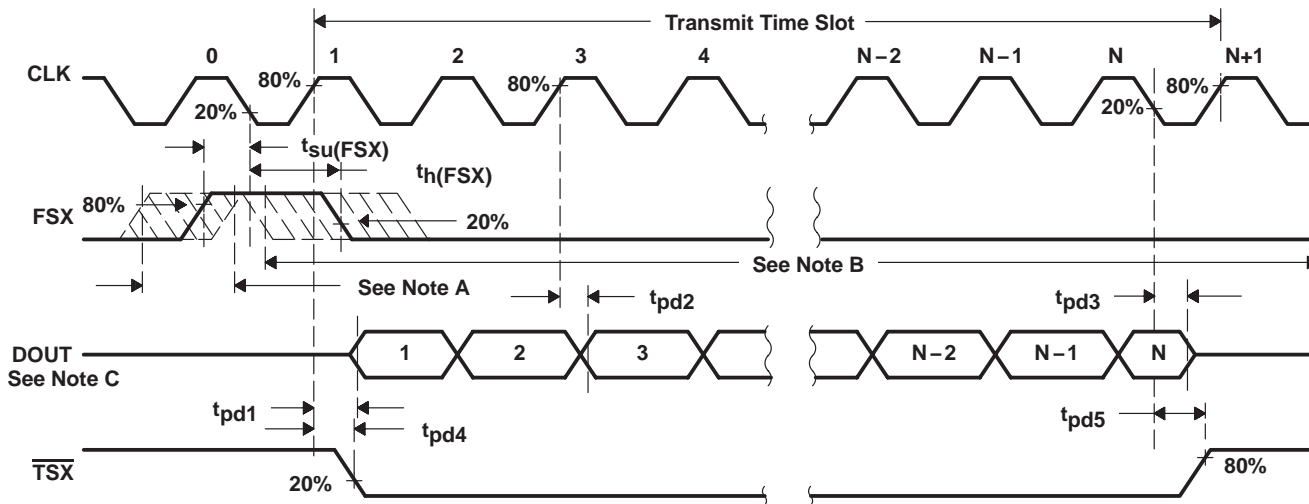 Transmit Time Slot
0 1 2 3 4 N−2 N−1 N N+1
CLK
80% 80% 80%
20% 20%
tsu(FSX)
th(FSX)
80%
FSX
20%
See Note B
See Note A
tpd2 tpd3
DOUT 1 2 3 N−2 N−1 N
See Note C
tpd1 tpd5
tpd4
TSX
20% 80%